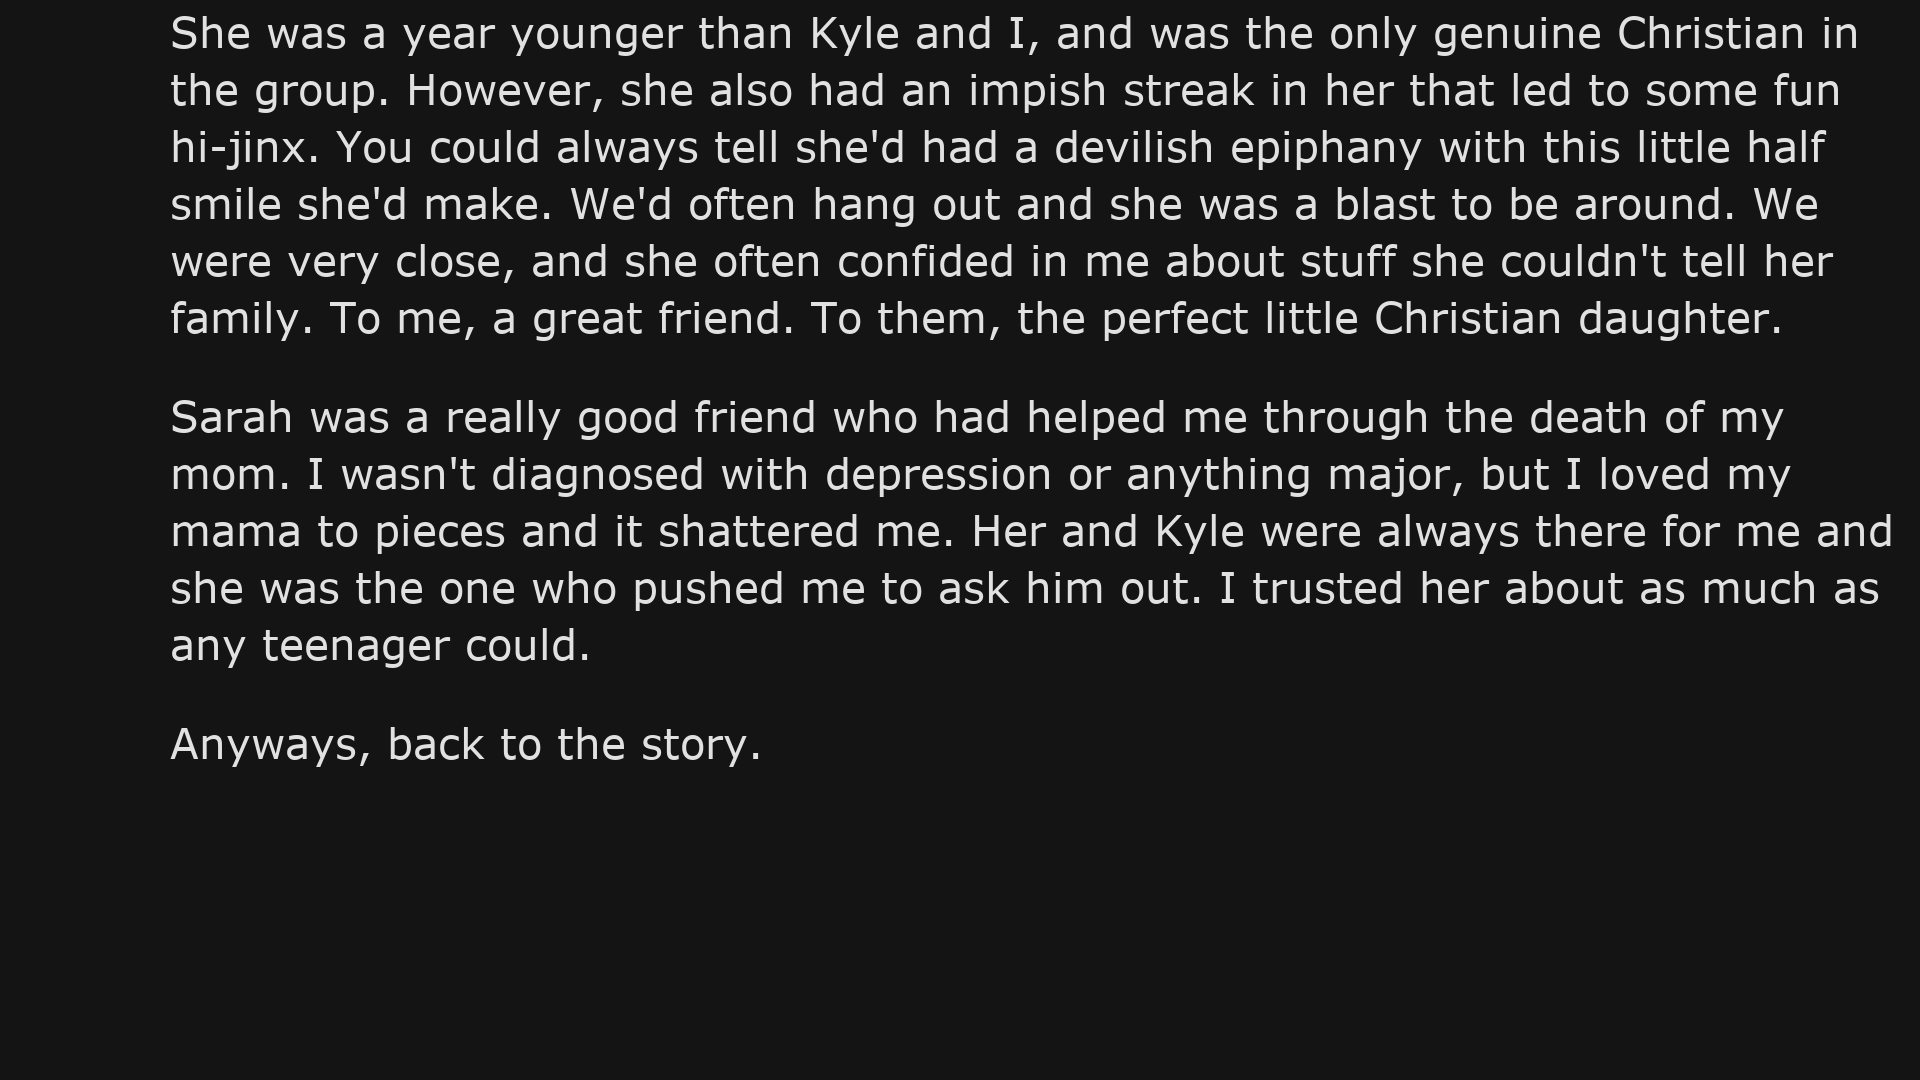 She was a year younger than Kyle and I, and was the only genuine Christian in
the group. However, she also had an impish streak in her that led to some fun
hi-jinx. You could always tell she'd had a devilish epiphany with this little half
smile she'd make. We'd often hang out and she was a blast to be around. We
were very close, and she often confided in me about stuff she couldn't tell her
family. To me, a great friend. To them, the perfect little Christian daughter.
Sarah was a really good friend who had helped me through the death of my
mom. I wasn't diagnosed with depression or anything major, but I loved my
mama to pieces and it shattered me. Her and Kyle were always there for me and
she was the one who pushed me to ask him out. I trusted her about as much as
any teenager could.
Anyways, back to the story.